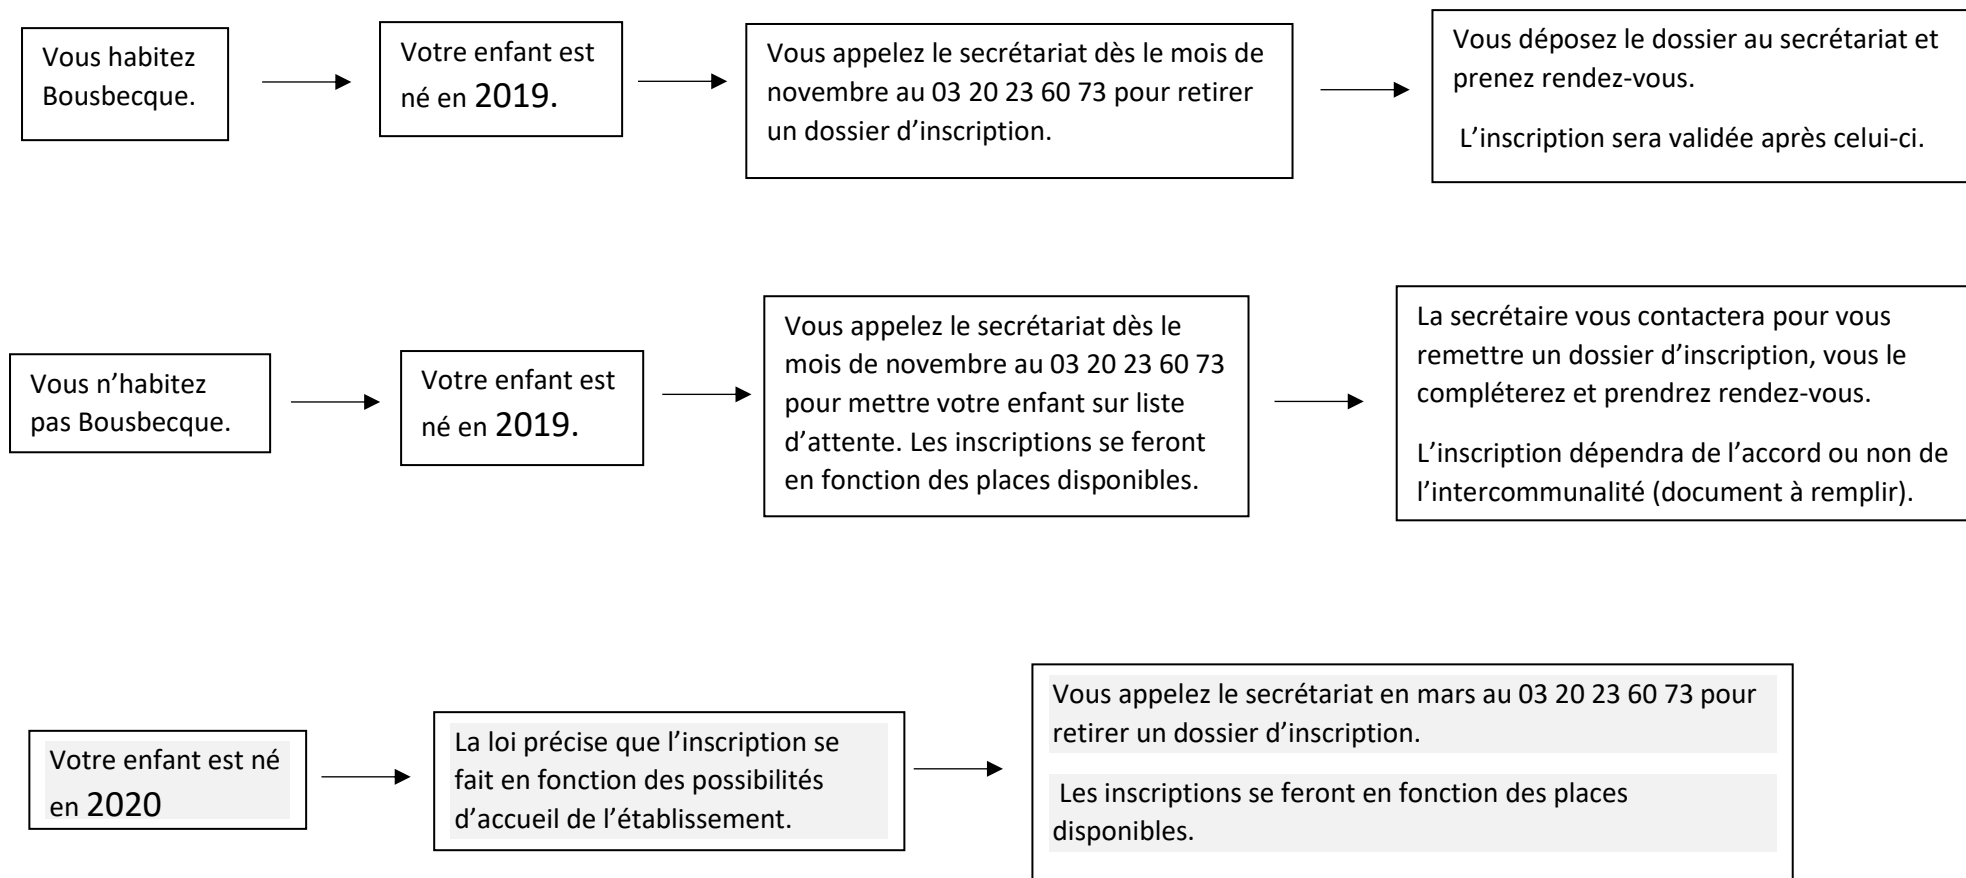 Vous habitez
Bousbecque.
Votre enfant est
né en 2019.
Vous appelez le secrétariat dès le mois de
novembre au 03 20 23 60 73 pour retirer
un dossier d’inscription.
Vous déposez le dossier au secrétariat et
prenez rendez-vous.
L’inscription sera validée après celui-ci.
Vous n’habitez
pas Bousbecque.
Votre enfant est
né en 2019.
Vous appelez le secrétariat dès le
mois de novembre au 03 20 23 60 73
pour mettre votre enfant sur liste
d’attente. Les inscriptions se feront
en fonction des places disponibles.
La secrétaire vous contactera pour vous
remettre un dossier d’inscription, vous le
compléterez et prendrez rendez-vous.
L’inscription dépendra de l’accord ou non de
l’intercommunalité (document à remplir).
Votre enfant est né
en 2020
La loi précise que l’inscription se
fait en fonction des possibilités
d’accueil de l’établissement.
Vous appelez le secrétariat en mars au 03 20 23 60 73 pour
retirer un dossier d’inscription.
Les inscriptions se feront en fonction des places
disponibles.